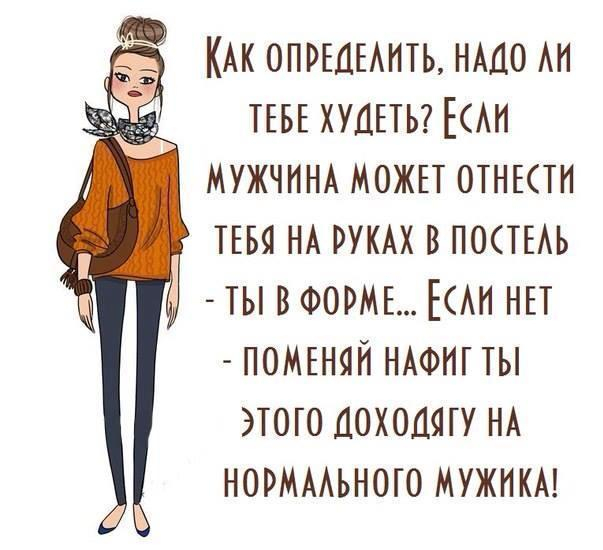 Как определить, надо ли
тебе худеть? Если
мужчина может отнести
тебя на руках в постель
- ты в форме... Если нет
- поменяй нафиг ты
этого доходягу на
нормального мужика!